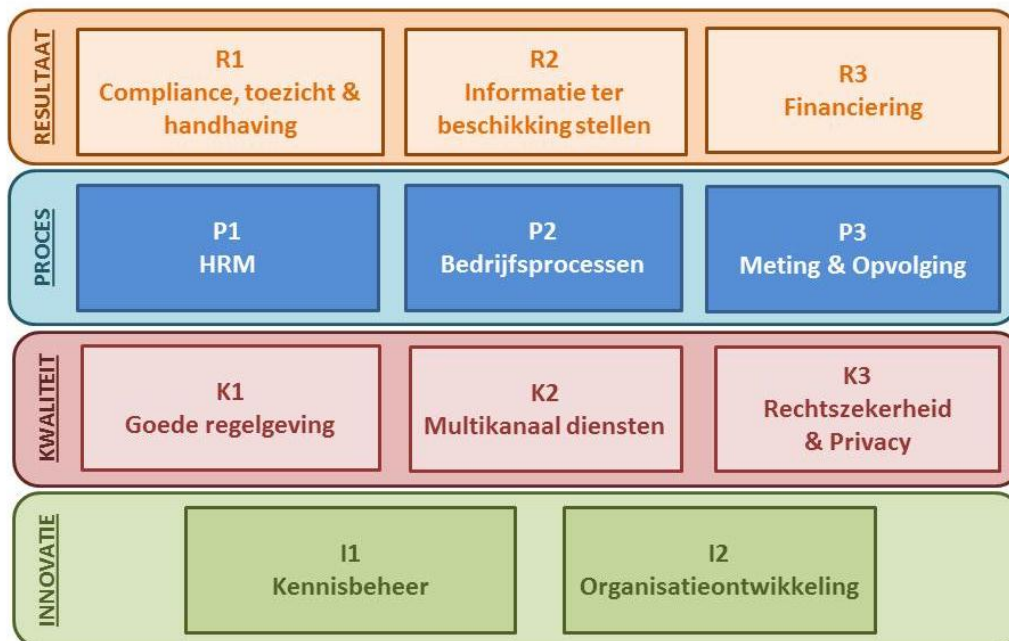 RESULTAAT
R1
Compliance, toezicht &
handhaving
R2
Informatie ter
beschikking stellen
R3
Financiering
PROCES
P1
HRM
P2
Bedrijfsprocessen
P3
Meting & Opvolging
KWALITEIT
K1
Goede regelgeving
K2
Multikanaal diensten
K3
Rechtszekerheid
& Privacy
INNOVATIE
I1
Kennisbeheer
I2
Organisatieontwikkeling